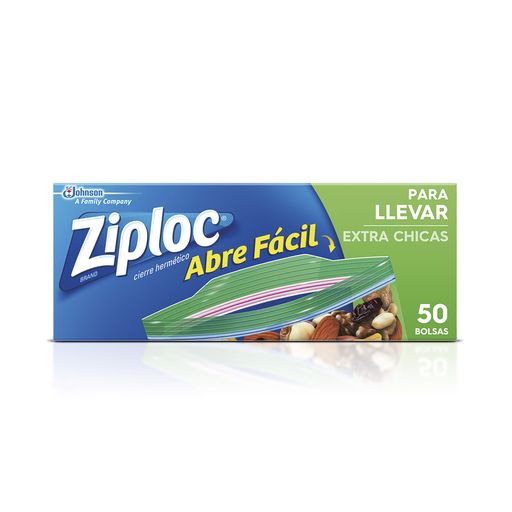 SC Johnson
A Family Company
Ziploc®
BRAND
cierre hermético
Abre Fácil
PARA
LLEVAR
EXTRA CHICAS
50
BOLSAS